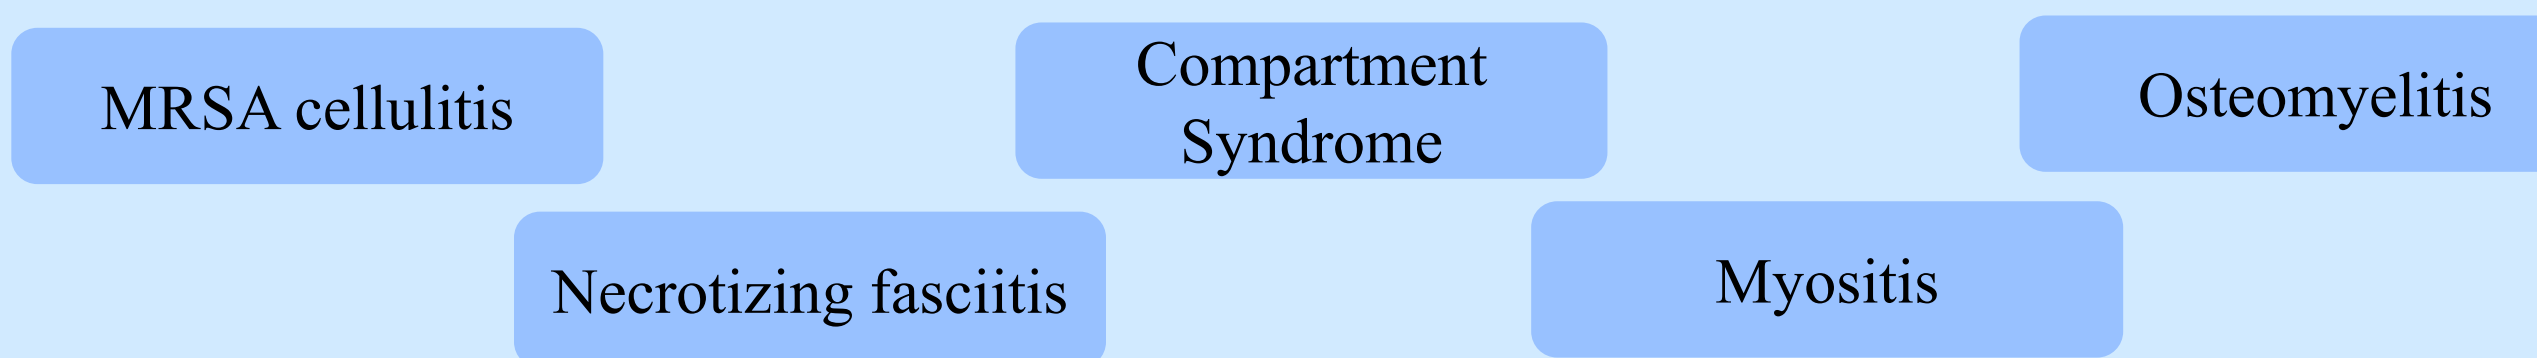 MRSA cellulitis
Compartment
Syndrome
Osteomyelitis
Necrotizing fasciitis
Myositis